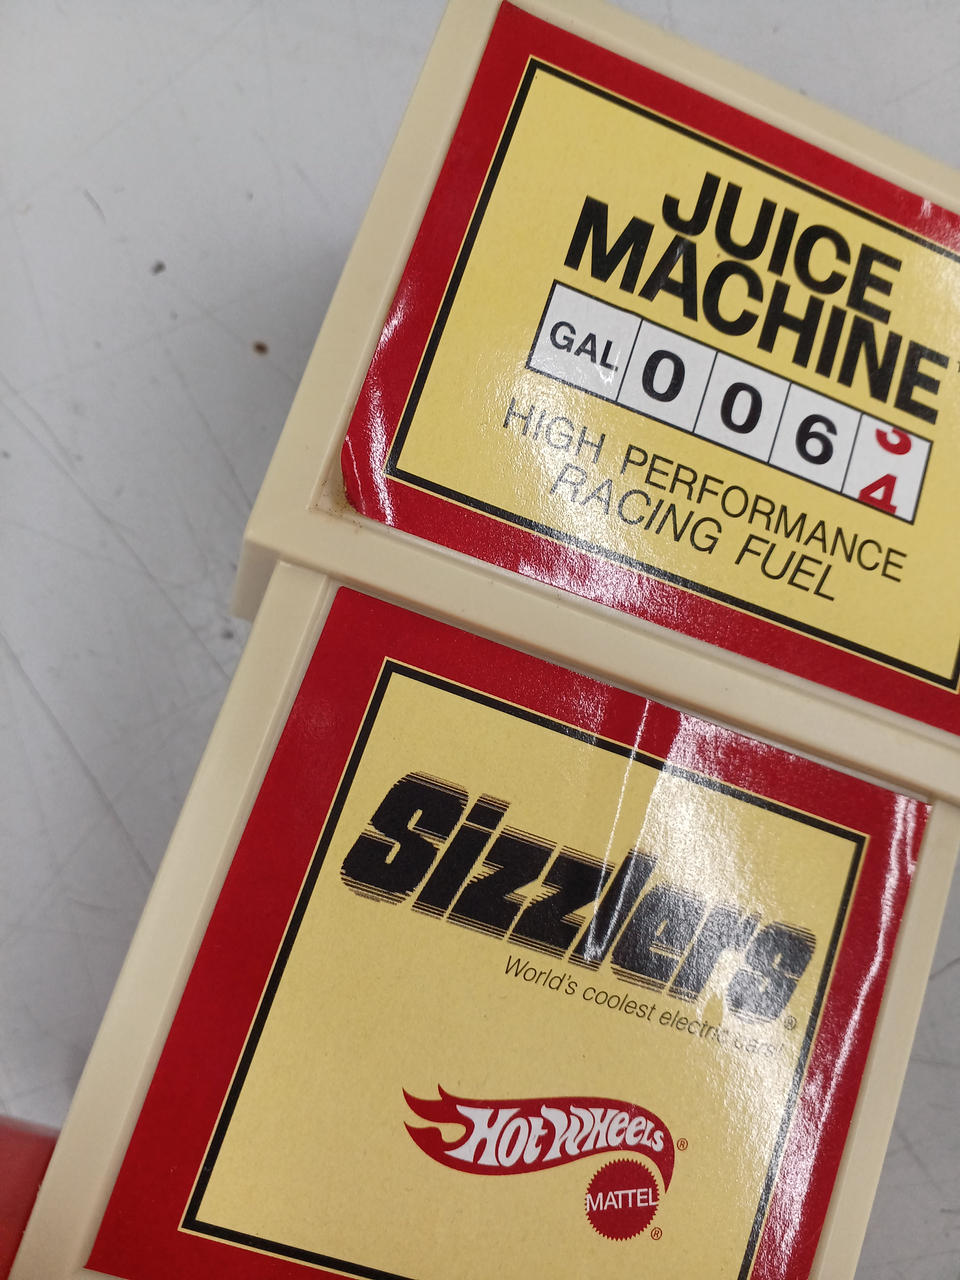 JUICE
MACHINE
GAL 0 0 6 3
4
HIGH PERFORMANCE
RACING FUEL
Sizzlers®
World's coolest electric cars!
HOT WHEELS®
MATTEL
®